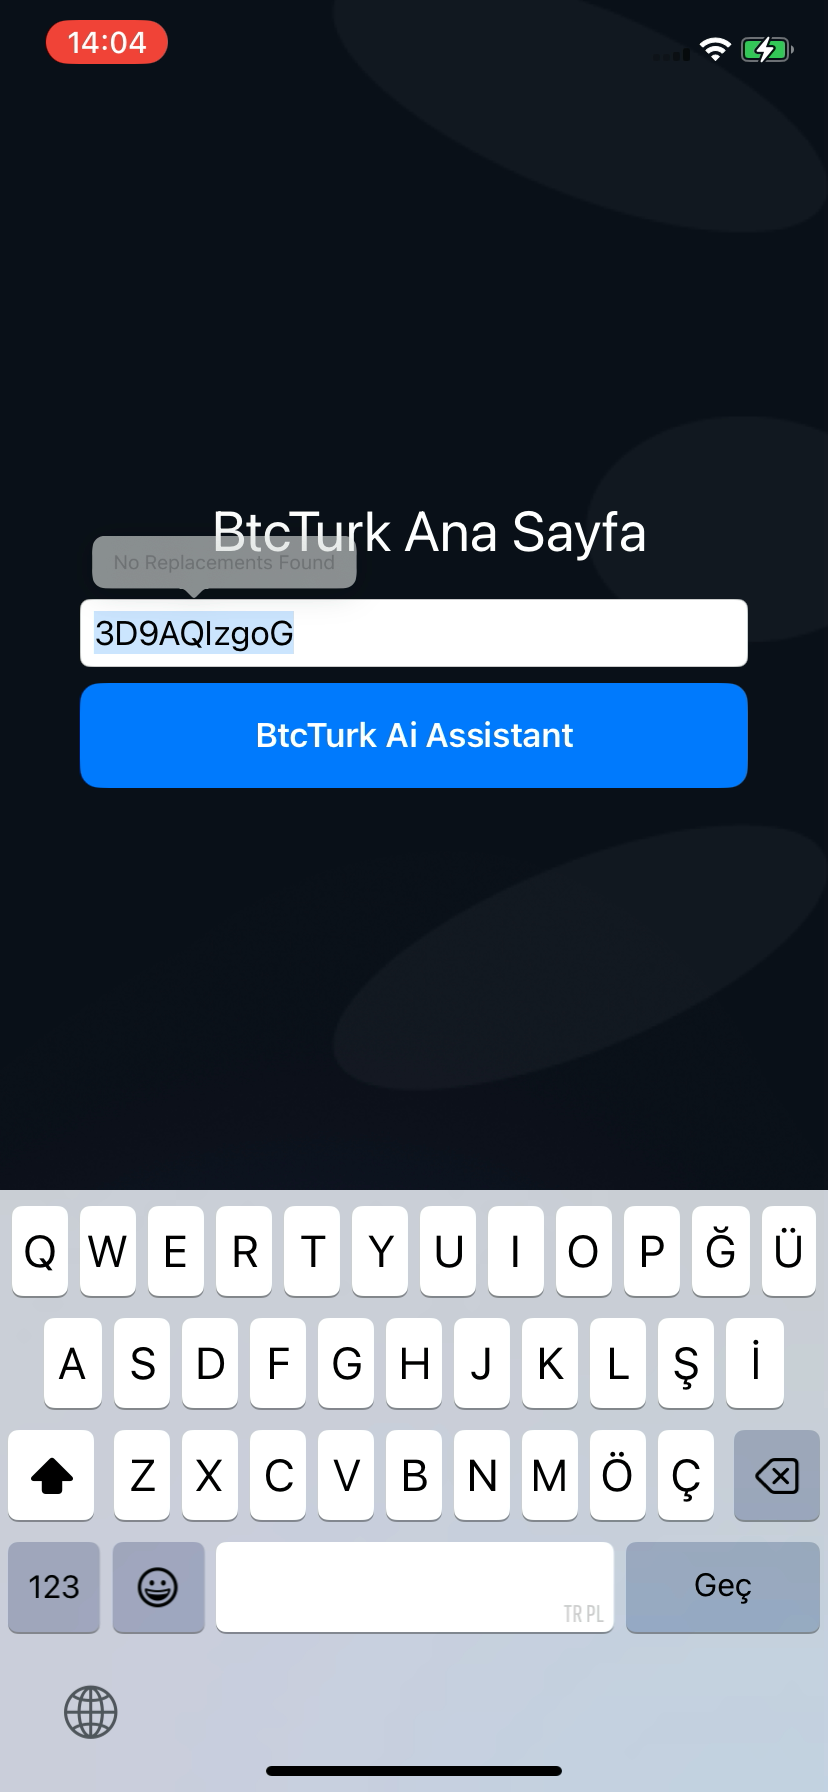 14:04
BtcTurk Ana Sayfa
No Replacements Found
3D9AQIzgoG
BtcTurk Ai Assistant
Q W E R T Y U I O P Ğ Ü
A S D F G H J K L Ş İ
Z X C V B N M Ö Ç
123
TR PL
Geç